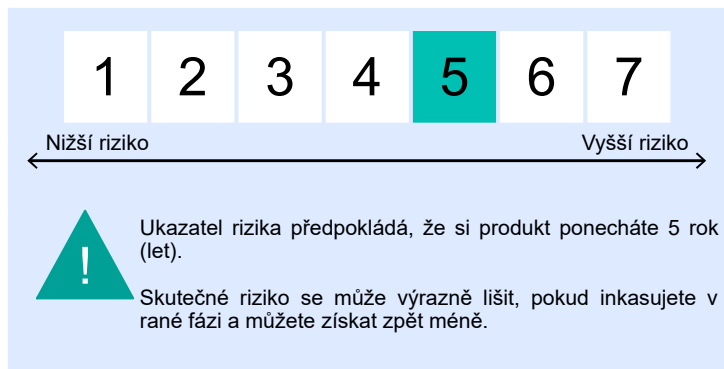 1 2 3 4 5 6 7
Nižší riziko Vyšší riziko
Ukazatel rizika předpokládá, že si produkt ponecháte 5 rok
(let).
!
Skutečné riziko se může výrazně lišit, pokud inkasujete v
rané fázi a můžete získat zpět méně.